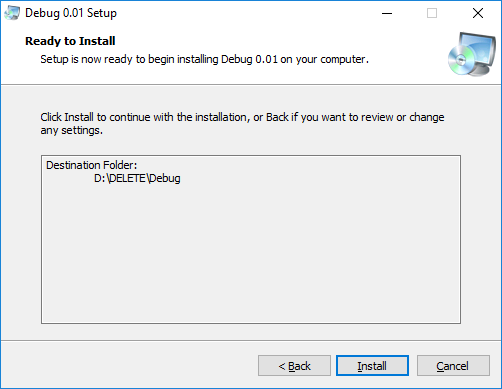 Debug 0.01 Setup
Ready to Install
Setup is now ready to begin installing Debug 0.01 on your computer.
Click Install to continue with the installation, or Back if you want to review or change
any settings.
Destination Folder:
D:\DELETE\Debug
< Back
Install
Cancel